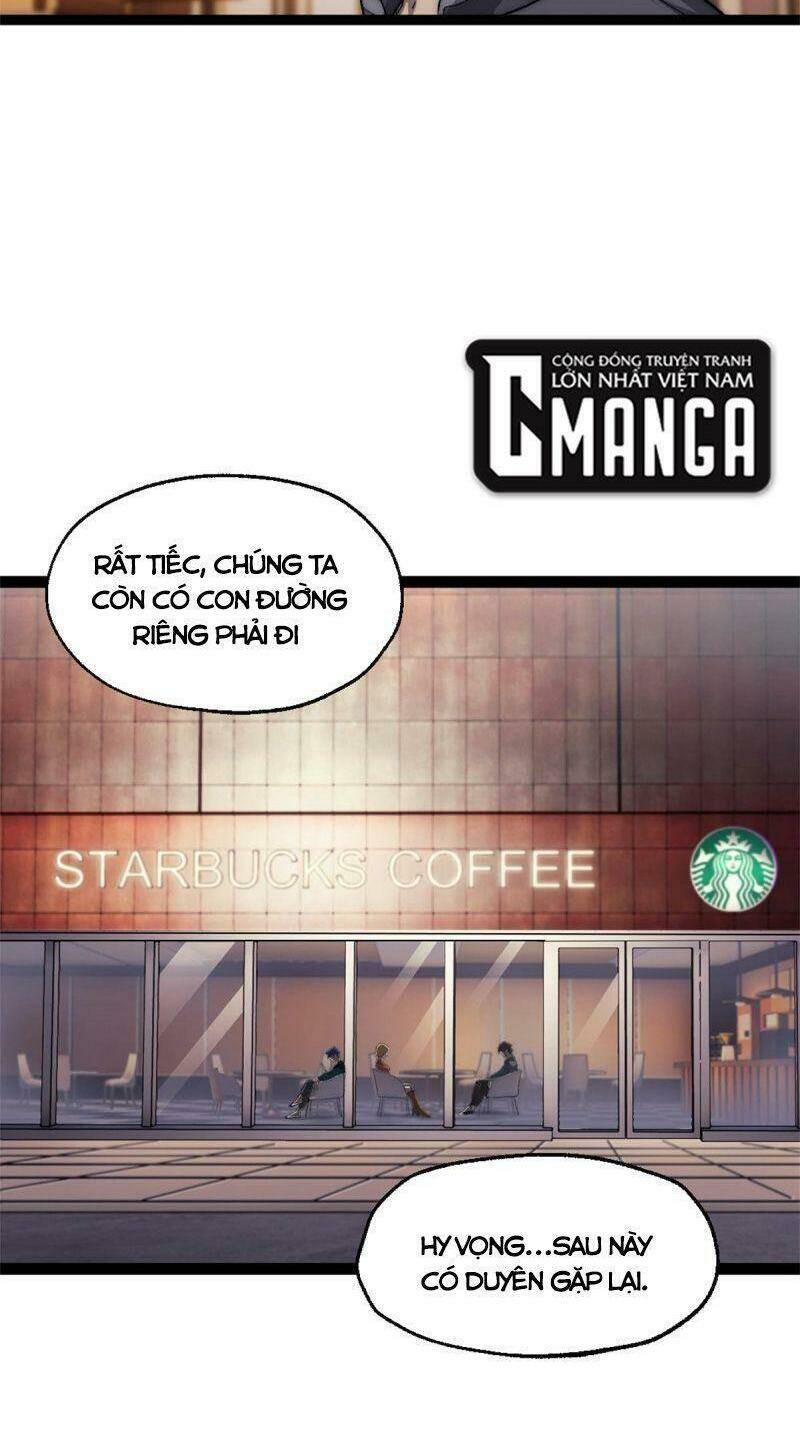 CỘNG ĐỒNG TRUYỆN TRANH
LỚN NHẤT VIỆT NAM
CMANGA
RẤT TIẾC, CHÚNG TA
CÒN CÓ CON ĐƯỜNG
RIÊNG PHẢI ĐI
STARBUCKS COFFEE
HY VỌNG...SAU NÀY
CÓ DUYÊN GẶP LẠI.